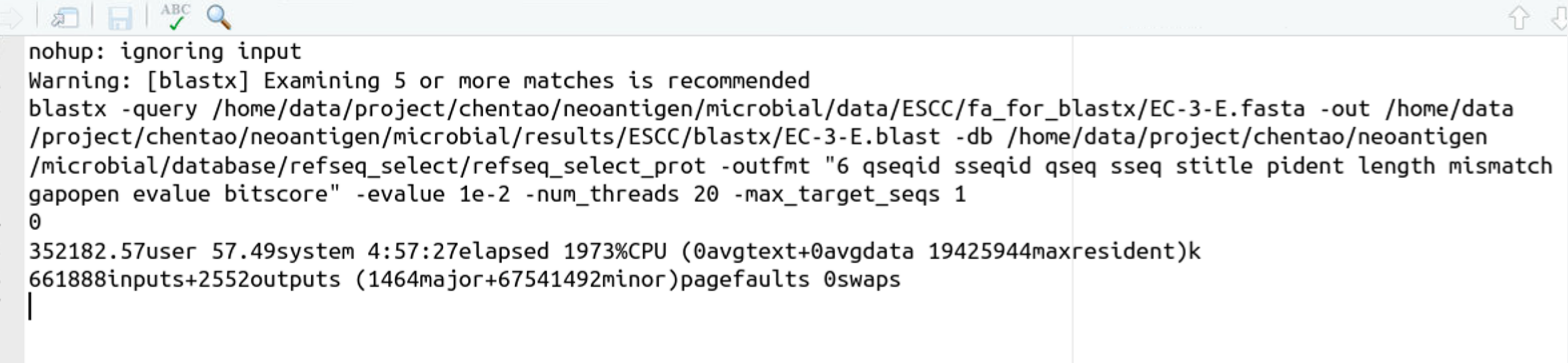 ABC
nohup: ignoring input
Warning: [blastx] Examining 5 or more matches is recommended
blastx -query /home/data/project/chentao/neoantigen/microbial/data/ESCC/fa_for_blastx/EC-3-E.fasta -out /home/data
/project/chentao/neoantigen/microbial/results/ESCC/blastx/EC-3-E.blast -db /home/data/project/chentao/neoantigen
/microbial/database/refseq_select/refseq_select_prot -outfmt "6 qseqid sseqid qseq sseq stitle pident length mismatch
gapopen evalue bitscore" -evalue 1e-2 -num_threads 20 -max_target_seqs 1
0
352182.57user 57.49system 4:57:27elapsed 1973%CPU (0avgtext+0avgdata 19425944maxresident)k
661888inputs+2552outputs (1464major+67541492minor)pagefaults 0swaps